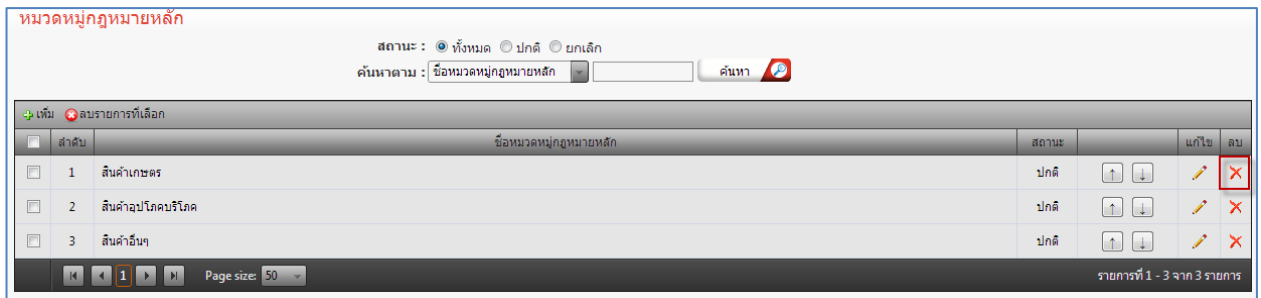 หมวดหมู่กฎหมายหลัก
สถานะ : ทั้งหมด ปกติ ยกเลิก
ค้นหาตาม : ชื่อหมวดหมู่กฎหมายหลัก ค้นหา
เพิ่ม ลบรายการที่เลือก
ลำดับ ชื่อหมวดหมู่กฎหมายหลัก สถานะ แก้ไข ลบ
1 สินค้าเกษตร ปกติ ↑ ↓
2 สินค้าอุปโภคบริโภค ปกติ ↑ ↓
3 สินค้าอื่นๆ ปกติ ↑ ↓
1 Page size: 50 รายการที่ 1 - 3 จาก 3 รายการ